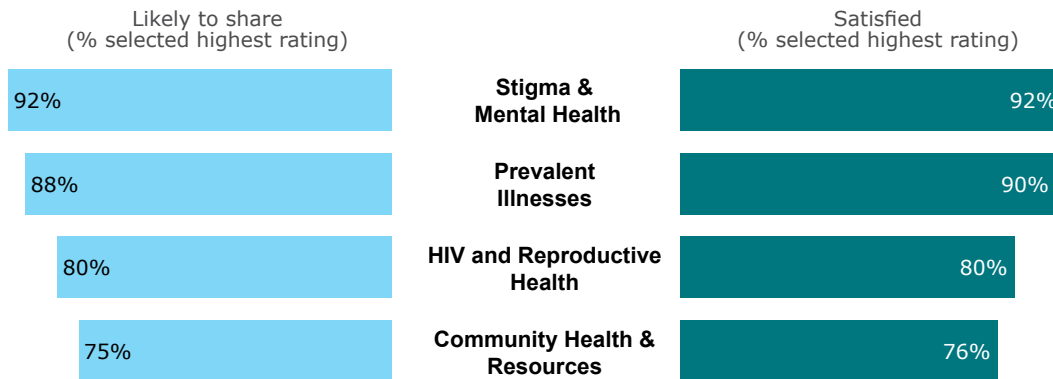 Likely to share
(% selected highest rating)
Satisfied
(% selected highest rating)
92%
Stigma &
Mental Health
92%
88%
Prevalent
Illnesses
90%
80%
HIV and Reproductive
Health
80%
75%
Community Health &
Resources
76%